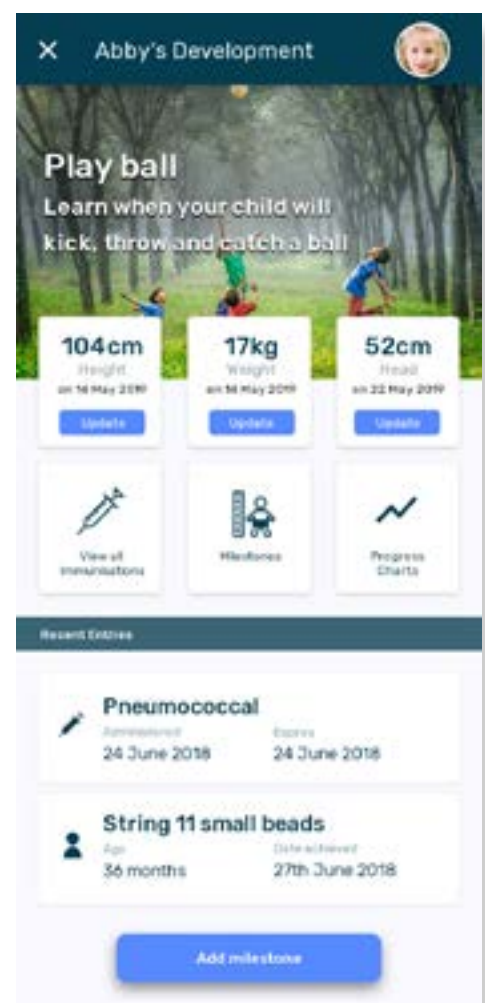 Abby's Development
Play ball
Learn when your child will
kick, throw and catch a ball
104cm
Height
on 14 May 2019
Update
17kg
Weight
on 14 May 2019
Update
52cm
Head
on 22 May 2019
Update
View all
Immunisations
Milestones
Progress
Charts
Recent Entries
Pneumococcal
Administered Expires
24 June 2018 24 June 2018
String 11 small beads
Age Date achieved
36 months 27th June 2018
Add milestone